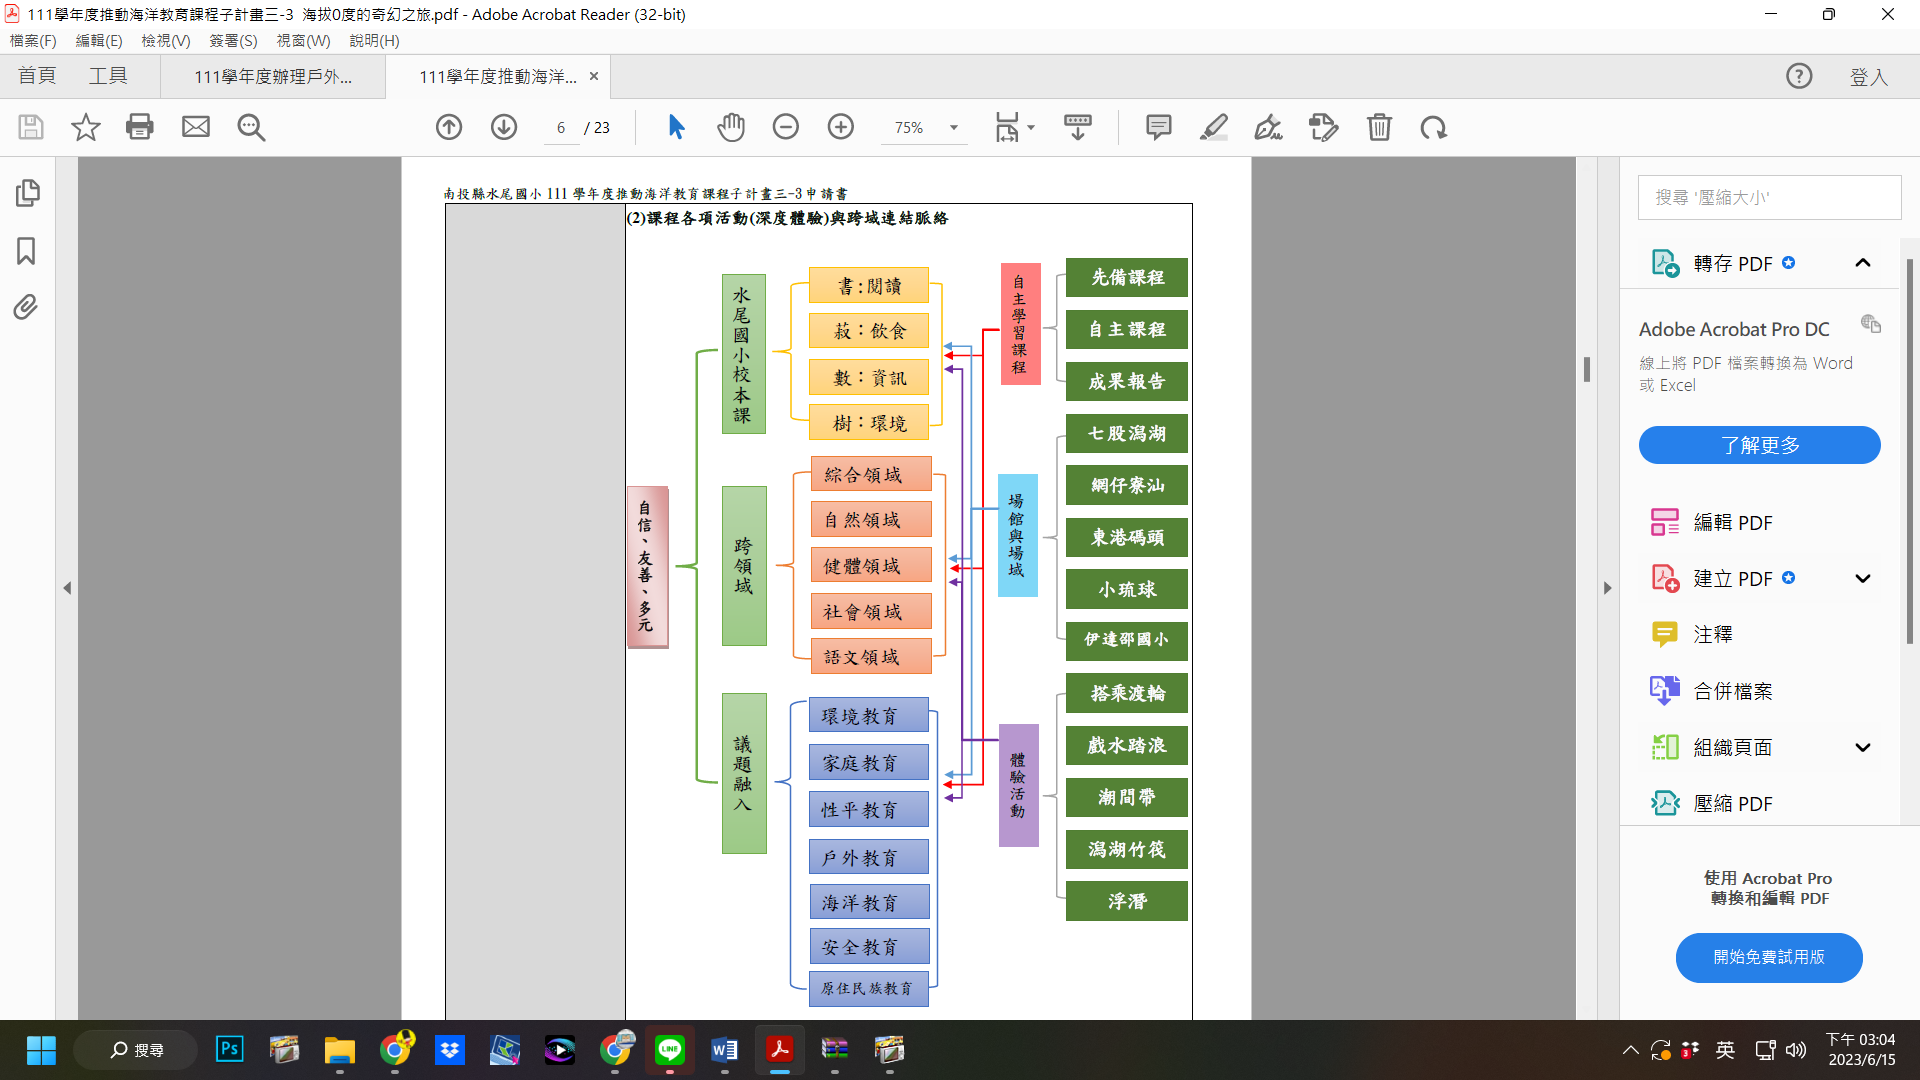 111學年度推動海洋教育課程子計畫三-3 海拔0度的奇幻之旅.pdf - Adobe Acrobat Reader (32-bit)
檔案(F) 編輯(E) 檢視(V) 簽署(S) 視窗(W) 說明(H)
首頁 工具 111學年度辦理戶外... 111學年度推動海洋... × ? 登入
6 / 23 75%
南投縣水尾國小 111 學年度推動海洋教育課程子計畫三-3申請書
(2)課程各項活動(深度體驗)與跨域連結脈絡
自信、友善、多元
水尾國小校本課
書:閱讀
菽：飲食
數：資訊
樹：環境
跨領域
綜合領域
自然領域
健體領域
社會領域
語文領域
議題融入
環境教育
家庭教育
性平教育
戶外教育
海洋教育
安全教育
原住民族教育
自主學習課程
先備課程
自主課程
成果報告
場館與場域
七股潟湖
網仔寮汕
東港碼頭
小琉球
伊達邵國小
體驗活動
搭乘渡輪
戲水踏浪
潮間帶
潟湖竹筏
浮潛
搜尋 '壓縮大小'
轉存 PDF
Adobe Acrobat Pro DC
線上將 PDF 檔案轉換為 Word
或 Excel
了解更多
編輯 PDF
建立 PDF
注釋
合併檔案
組織頁面
壓縮 PDF
使用 Acrobat Pro
轉換和編輯 PDF
開始免費試用版
搜尋
Ps
LINE
W
3
英
下午 03:04
2023/6/15